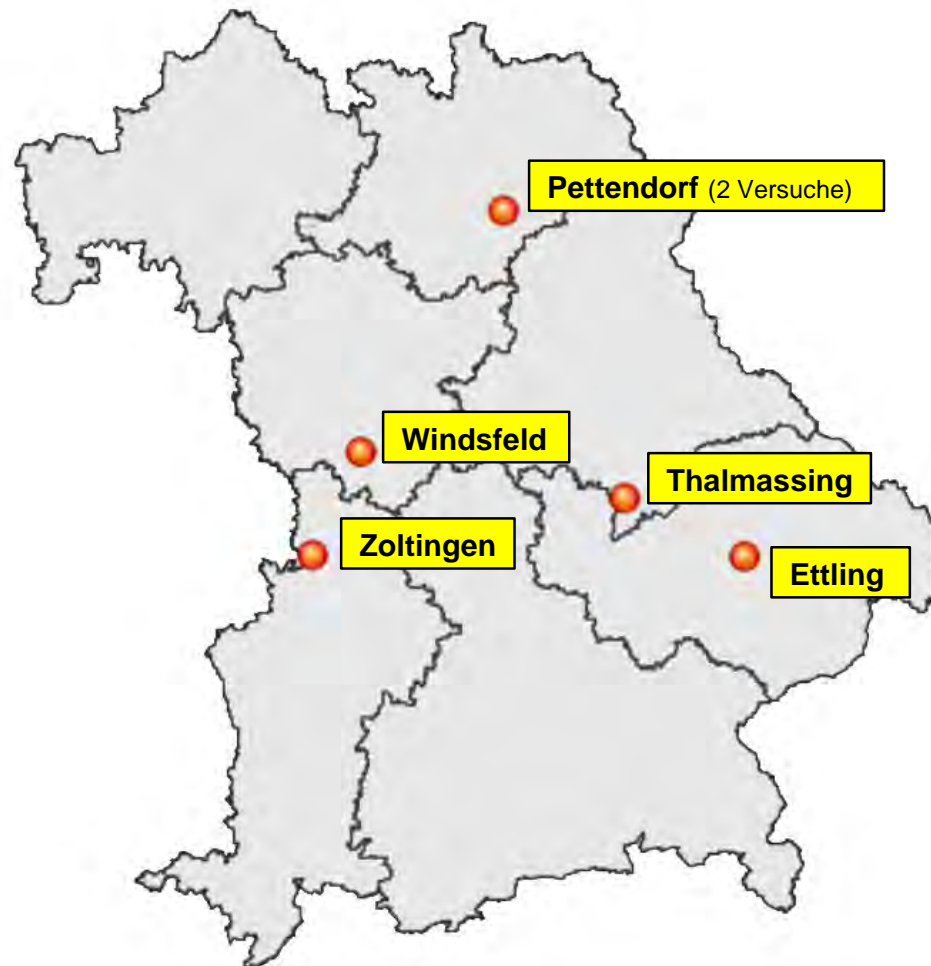 Pettendorf (2 Versuche)
Windsfeld
Thalmassing
Zoltingen
Ettling